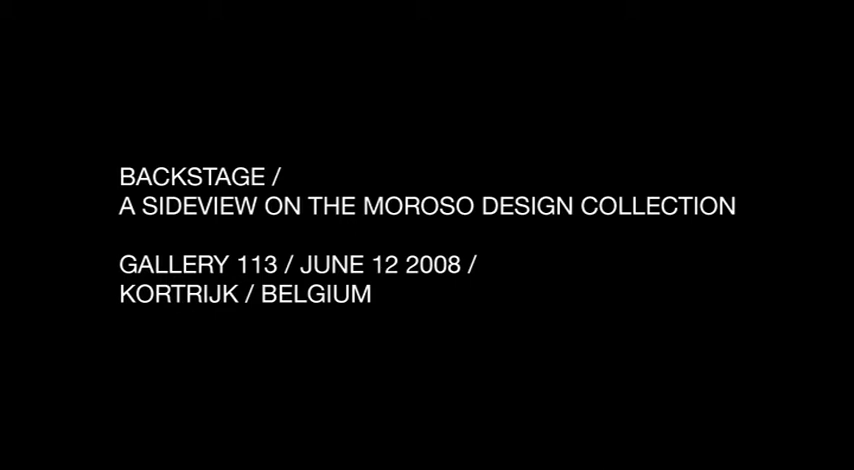 BACKSTAGE /
A SIDEVIEW ON THE MOROSO DESIGN COLLECTION
GALLERY 113 / JUNE 12 2008 /
KORTRIJK / BELGIUM